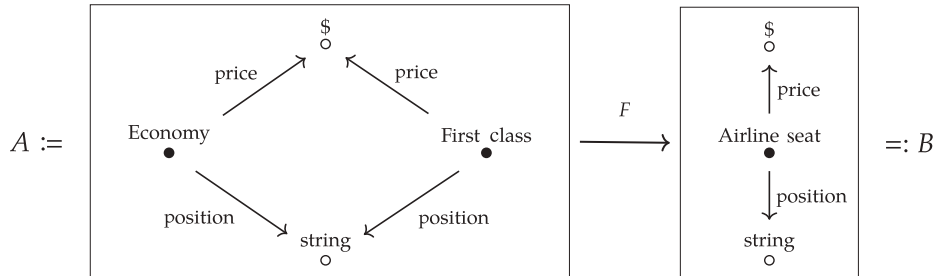 $
$
price
price
F
price
A :=
Economy
First class
Airline seat
=: B
position
position
position
string
string